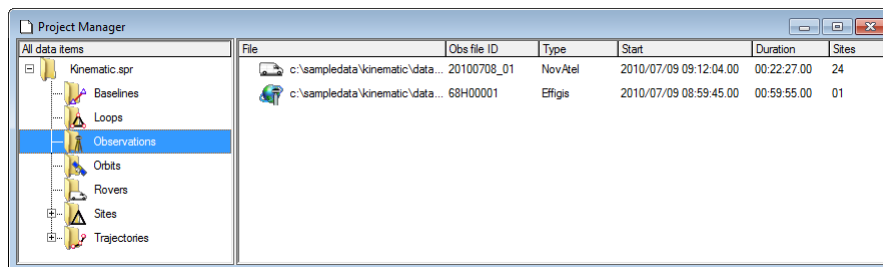 Project Manager
All data items
File Obs file ID Type Start Duration Sites
Kinematic.spr
c:\sampledata\kinematic\data... 20100708_01 NovAtel 2010/07/09 09:12:04.00 00:22:27.00 24
Baselines
c:\sampledata\kinematic\data... 68H00001 Effigis 2010/07/09 08:59:45.00 00:59:55.00 01
Loops
Observations
Orbits
Rovers
Sites
Trajectories